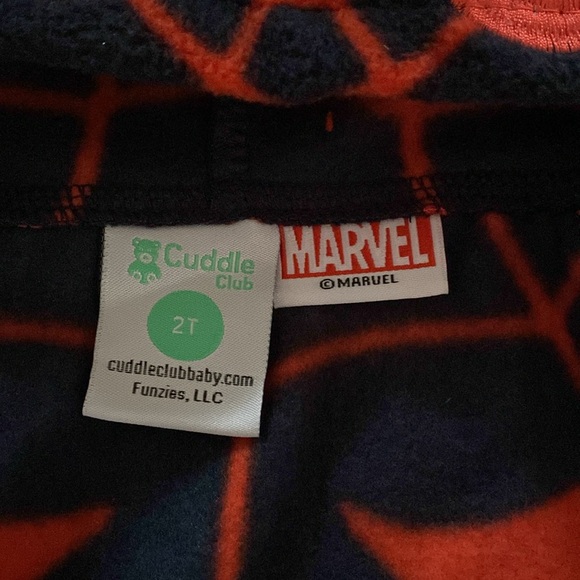 Cuddle
Club
2T
cuddleclubbaby.com
Funzies, LLC
MARVEL
©MARVEL